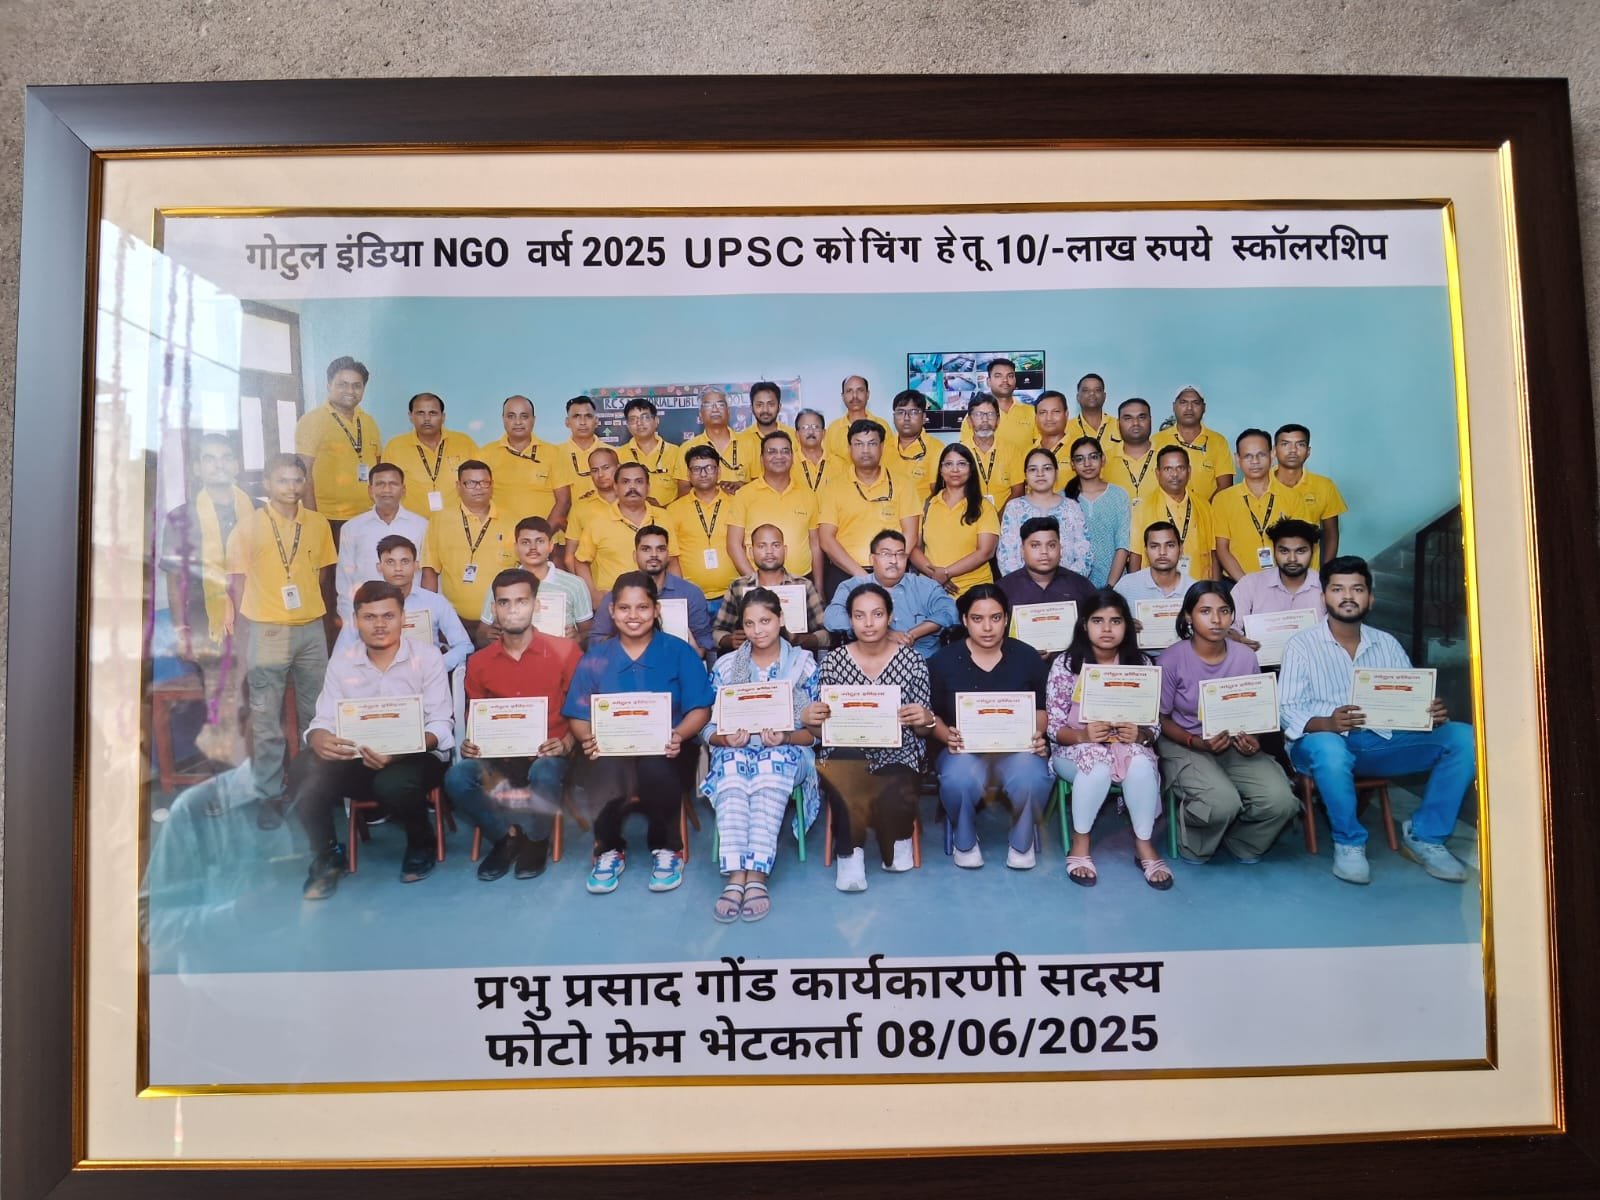 गोटुल इंडिया NGO वर्ष 2025 UPSC कोचिंग हेतू 10/-लाख रुपये स्कॉलरशिप
प्रभु प्रसाद गोंड कार्यकारणी सदस्य
फोटो फ्रेम भेटकर्ता 08/06/2025